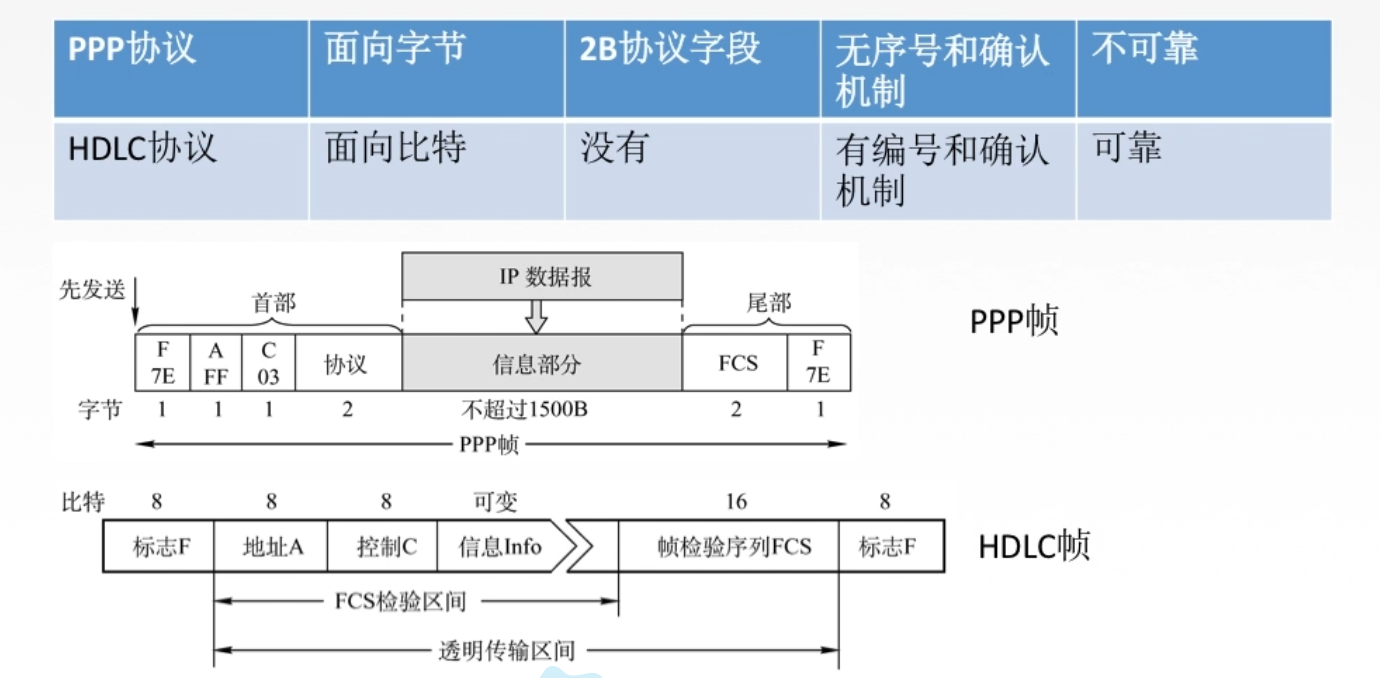 PPP协议 面向字节 2B协议字段 无序号和确认机制 不可靠
HDLC协议 面向比特 没有 有编号和确认机制 可靠
IP 数据报
先发送 首部 尾部
PPP帧
F 7E A FF C 03 协议 信息部分 FCS F 7E
字节 1 1 1 2 不超过1500B 2 1
PPP帧
比特 8 8 8 可变 16 8
标志F 地址A 控制C 信息Info 帧检验序列FCS 标志F
HDLC帧
FCS检验区间
透明传输区间